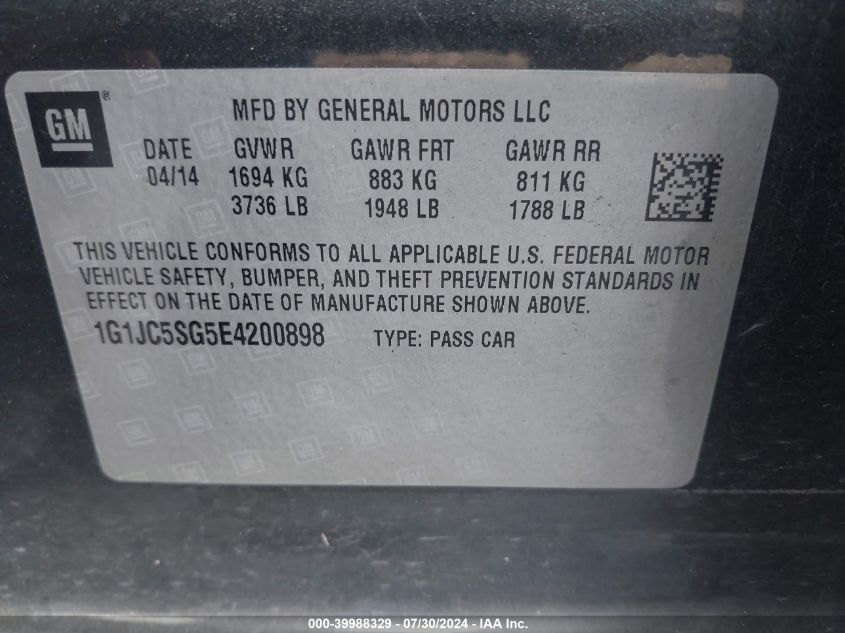 GM ®
MFD BY GENERAL MOTORS LLC
DATE GVWR GAWR FRT GAWR RR
04/14 1694 KG 883 KG 811 KG
3736 LB 1948 LB 1788 LB
THIS VEHICLE CONFORMS TO ALL APPLICABLE U.S. FEDERAL MOTOR
VEHICLE SAFETY, BUMPER, AND THEFT PREVENTION STANDARDS IN
EFFECT ON THE DATE OF MANUFACTURE SHOWN ABOVE.
1G1JC5SG5E4200898 TYPE: PASS CAR
000-39988329 - 07/30/2024 - IAA Inc.